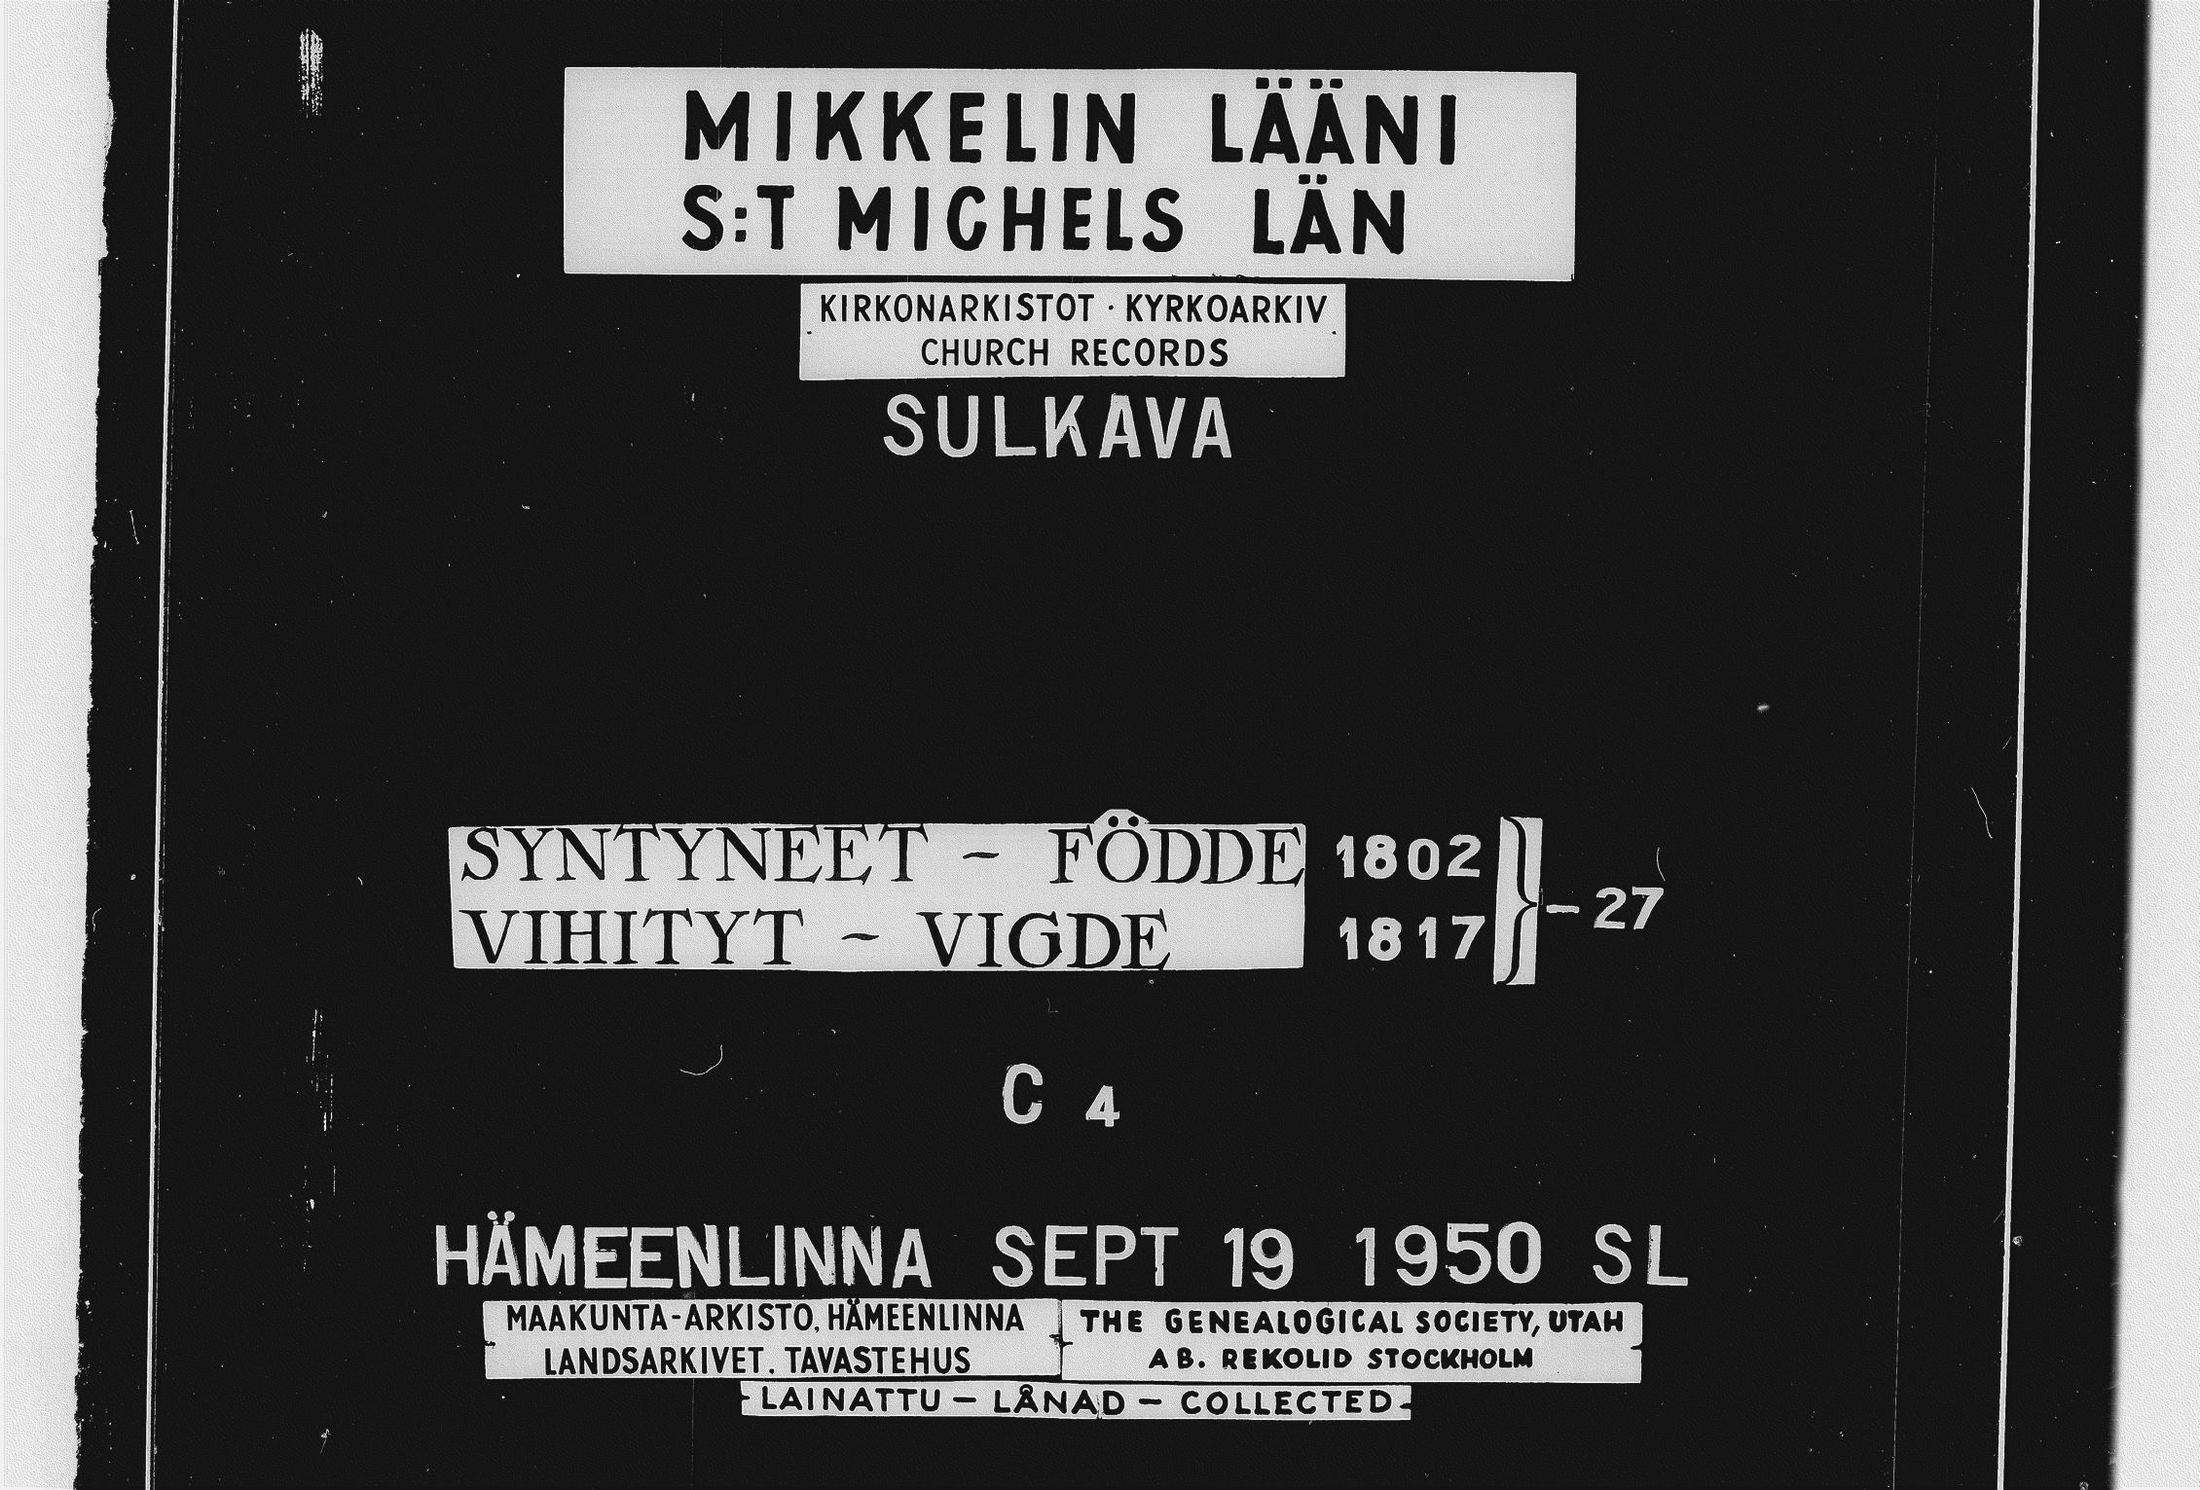 MIKKELIN LÄÄNI
S:T MICHELS LÄN
KIRKONARKISTOT · KYRKOARKIV
CHURCH RECORDS
SULKAVA
SYNTYNEET - FÖDDE 1802
VIHITYT - VIGDE 1817 } - 27
C 4
HÄMEENLINNA SEPT 19 1950 SL
MAAKUNTA-ARKISTO, HÄMEENLINNA
LANDSARKIVET, TAVASTEHUS
THE GENEALOGICAL SOCIETY, UTAH
AB. REKOLID STOCKHOLM
LAINATTU - LÅNAD - COLLECTED